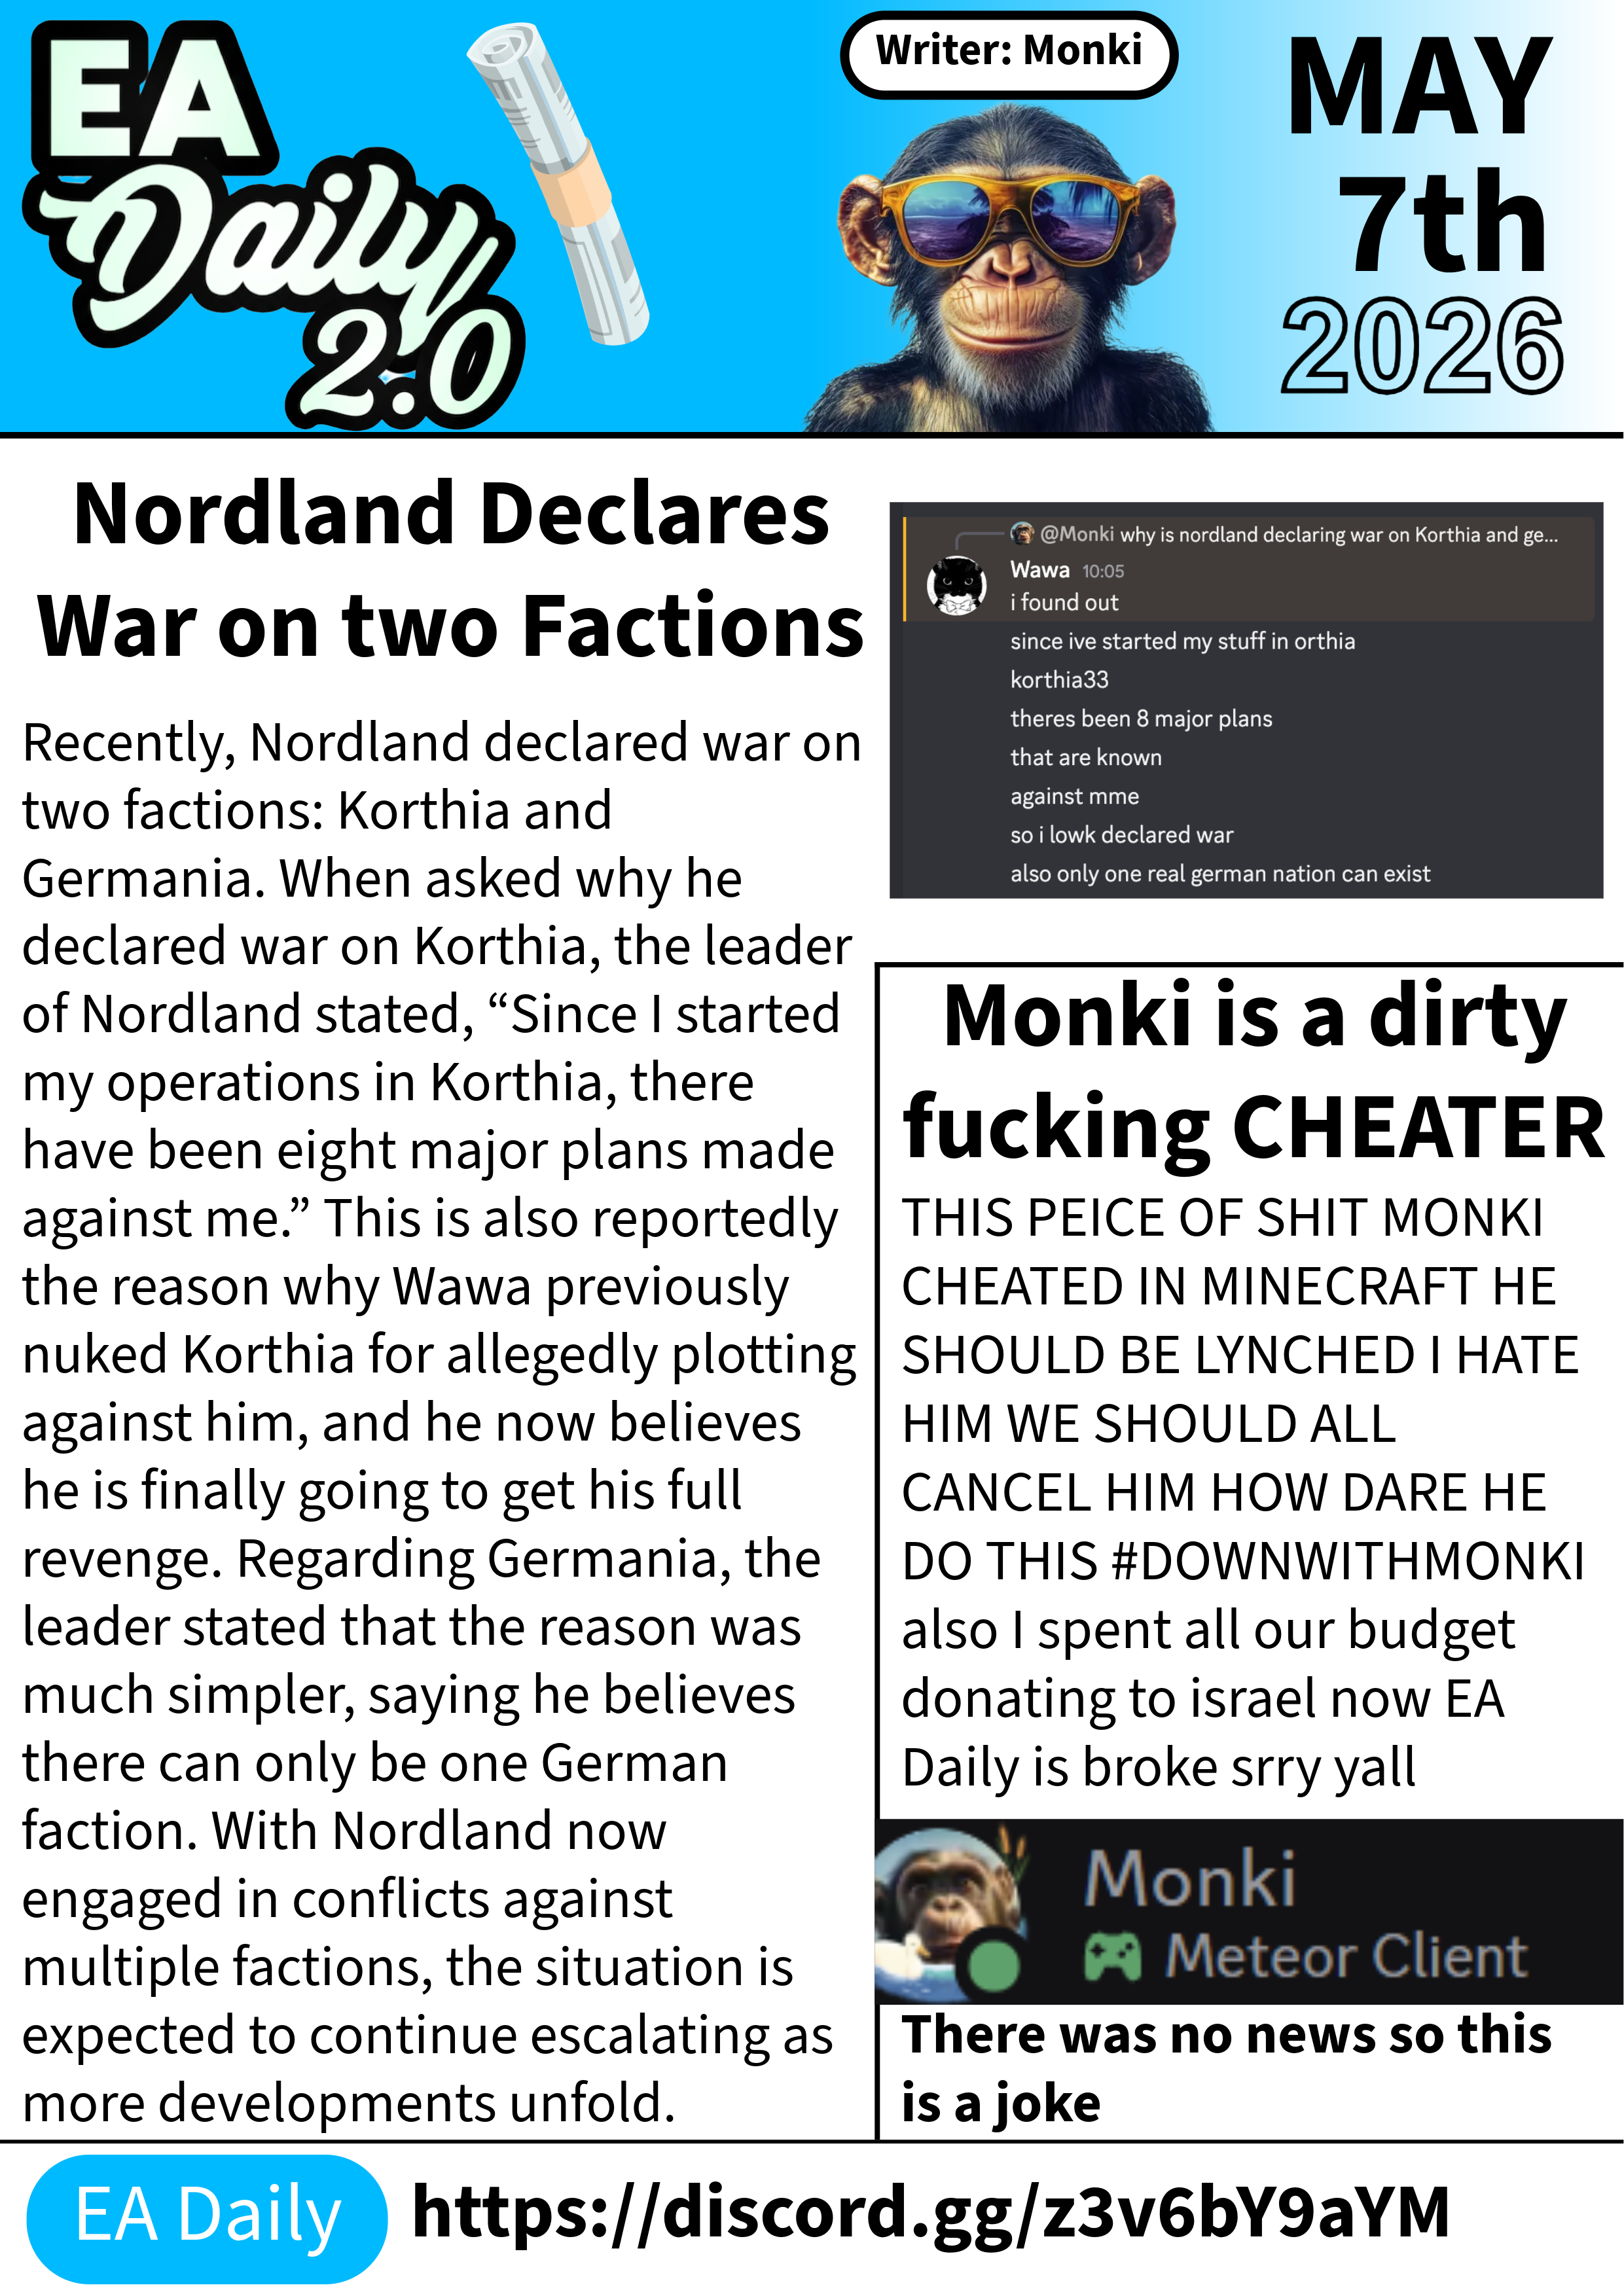 EA
Daily
2.0
Writer: Monki
MAY
7th
2026
Nordland Declares
War on two Factions
Recently, Nordland declared war on
two factions: Korthia and
Germania. When asked why he
declared war on Korthia, the leader
of Nordland stated, “Since I started
my operations in Korthia, there
have been eight major plans made
against me.” This is also reportedly
the reason why Wawa previously
nuked Korthia for allegedly plotting
against him, and he now believes
he is finally going to get his full
revenge. Regarding Germania, the
leader stated that the reason was
much simpler, saying he believes
there can only be one German
faction. With Nordland now
engaged in conflicts against
multiple factions, the situation is
expected to continue escalating as
more developments unfold.
@Monki why is nordland declaring war on Korthia and ge...
Wawa 10:05
i found out
since ive started my stuff in orthia
korthia33
theres been 8 major plans
that are known
against mme
so i lowk declared war
also only one real german nation can exist
Monki is a dirty
fucking CHEATER
THIS PEICE OF SHIT MONKI
CHEATED IN MINECRAFT HE
SHOULD BE LYNCHED I HATE
HIM WE SHOULD ALL
CANCEL HIM HOW DARE HE
DO THIS #DOWNWITHMONKI
also I spent all our budget
donating to israel now EA
Daily is broke srry yall
Monki
Meteor Client
There was no news so this
is a joke
EA Daily
https://discord.gg/z3v6bY9aYM